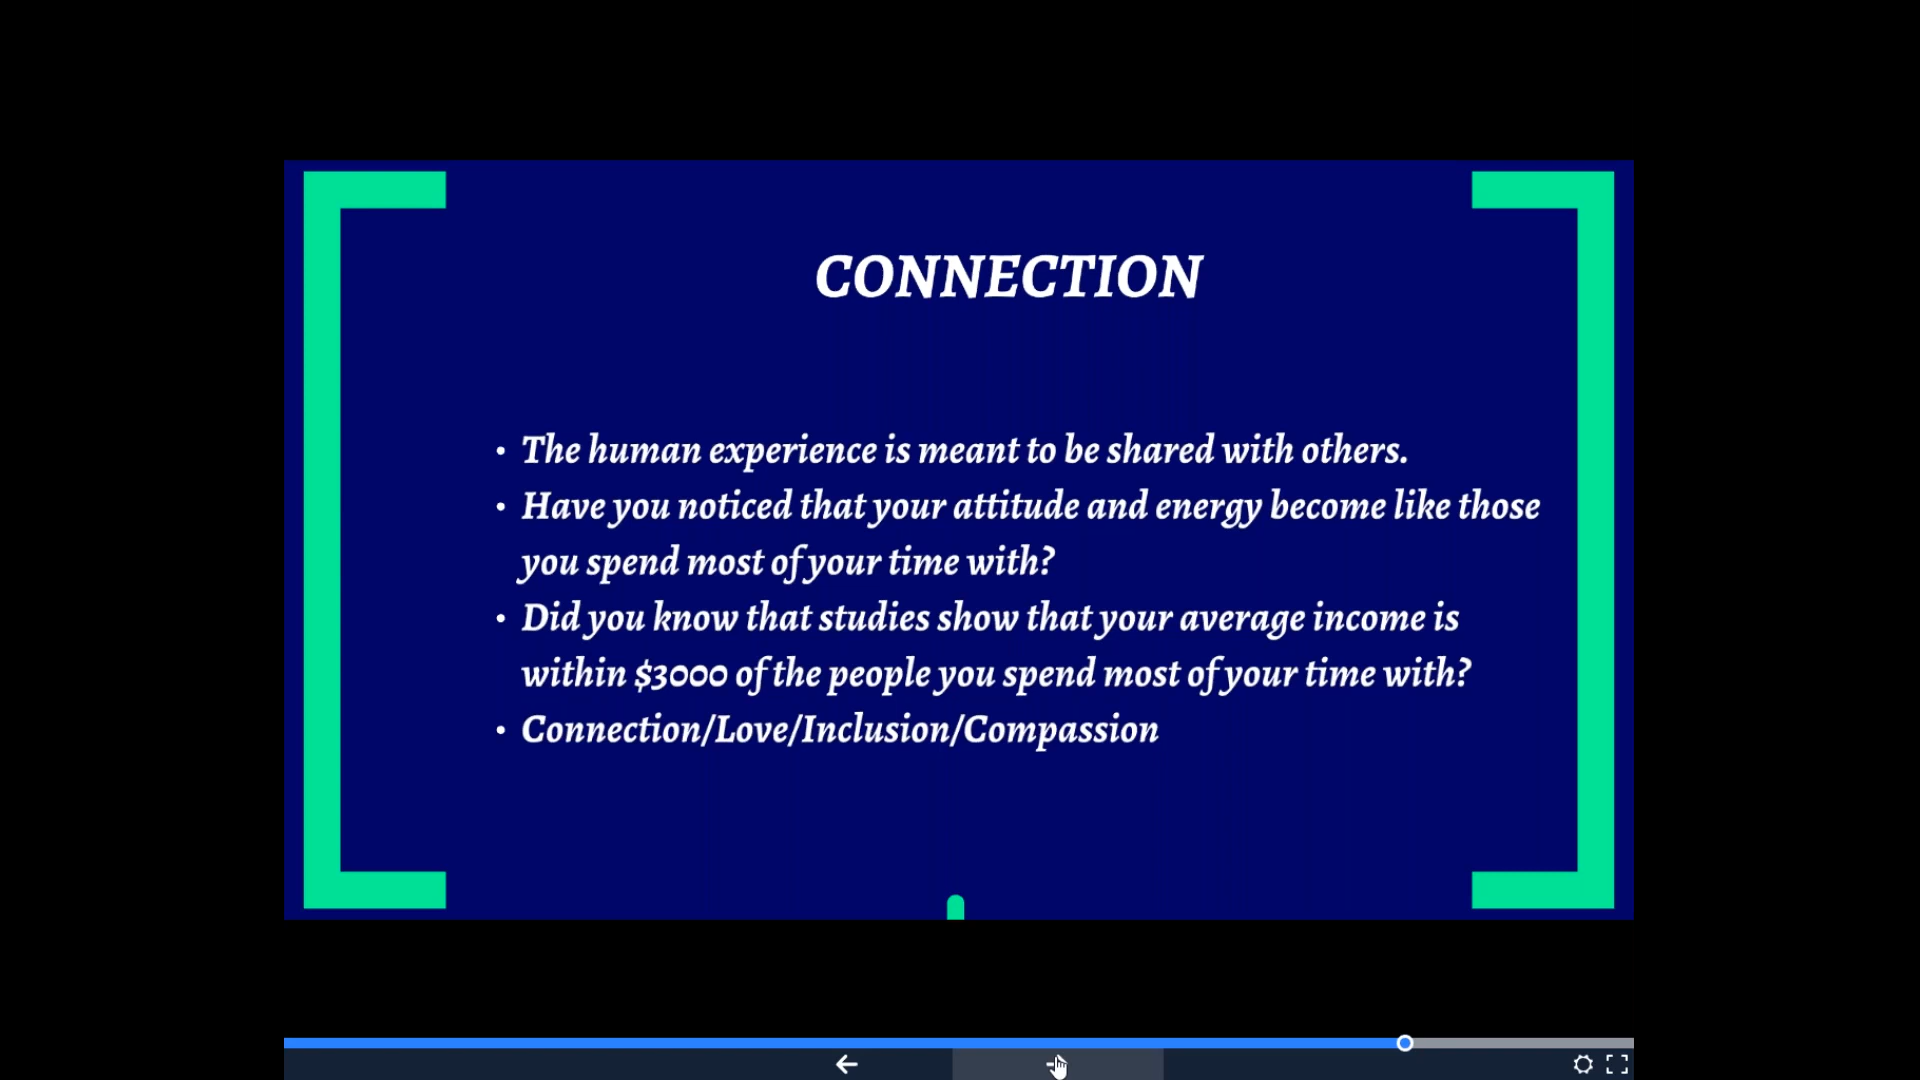 CONNECTION
• The human experience is meant to be shared with others.
• Have you noticed that your attitude and energy become like those
you spend most of your time with?
• Did you know that studies show that your average income is
within $3000 of the people you spend most of your time with?
• Connection/Love/Inclusion/Compassion